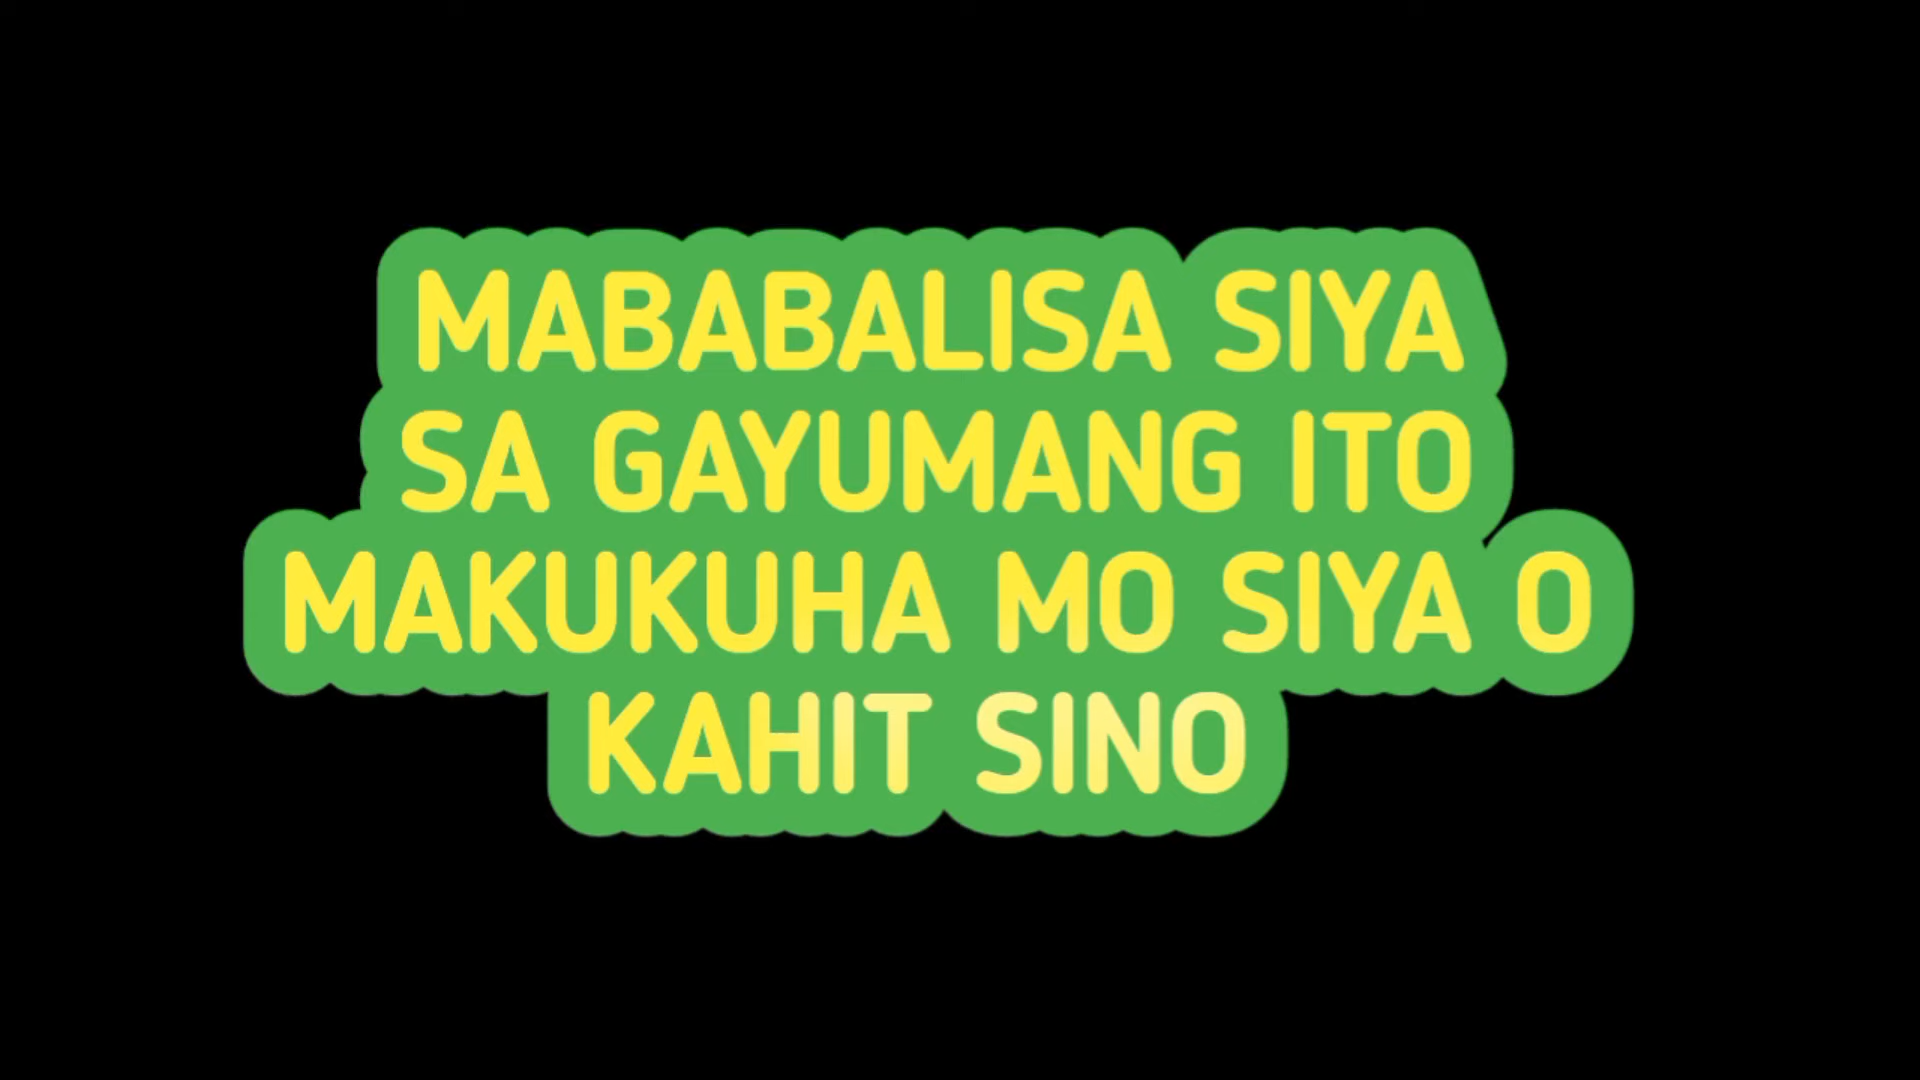 MABABALISA SIYA
SA GAYUMANG ITO
MAKUKUHA MO SIYA O
KAHIT SINO